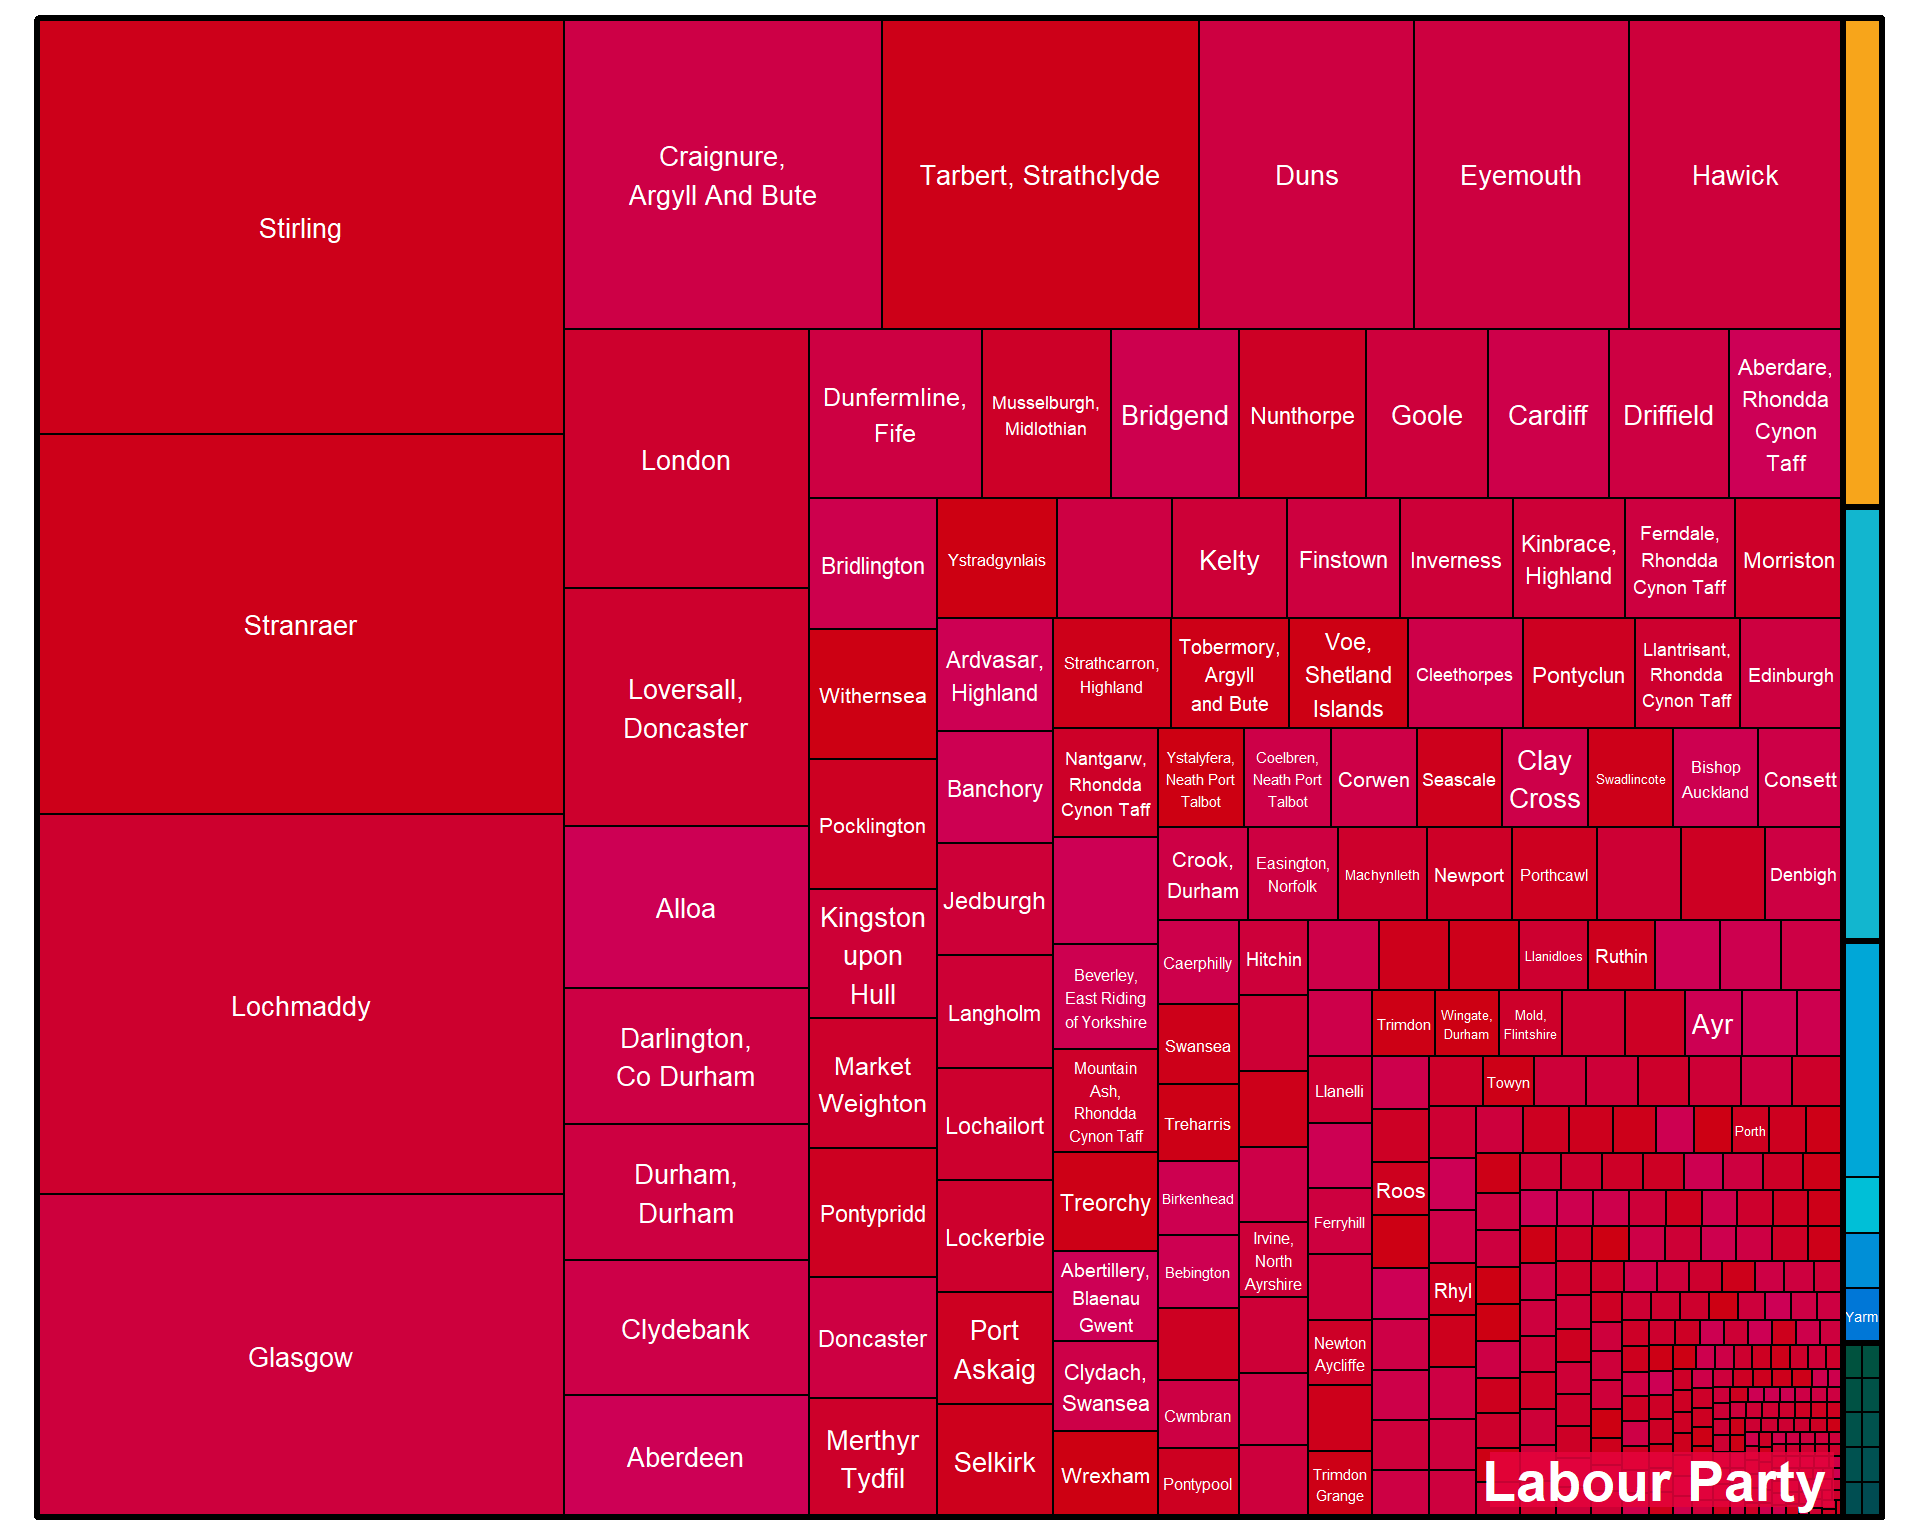 Stirling
Stranraer
Lochmaddy
Glasgow
Craignure,
Argyll And Bute
Tarbert, Strathclyde
Duns
Eyemouth
Hawick
London
Loversall,
Doncaster
Alloa
Darlington,
Co Durham
Durham,
Durham
Clydebank
Aberdeen
Dunfermline,
Fife
Musselburgh,
Midlothian
Bridgend
Nunthorpe
Goole
Cardiff
Driffield
Aberdare,
Rhondda
Cynon
Taff
Bridlington
Withernsea
Pocklington
Kingston
upon
Hull
Market
Weighton
Pontypridd
Doncaster
Merthyr
Tydfil
Ystradgynlais
Kelty
Finstown
Inverness
Kinbrace,
Highland
Ferndale,
Rhondda
Cynon Taff
Morriston
Ardvasar,
Highland
Banchory
Jedburgh
Langholm
Lochailort
Lockerbie
Port
Askaig
Selkirk
Strathcarron,
Highland
Tobermory,
Argyll
and Bute
Voe,
Shetland
Islands
Cleethorpes
Pontyclun
Llantrisant,
Rhondda
Cynon Taff
Edinburgh
Nantgarw,
Rhondda
Cynon Taff
Beverley,
East Riding
of Yorkshire
Mountain
Ash,
Rhondda
Cynon Taff
Treorchy
Abertillery,
Blaenau
Gwent
Clydach,
Swansea
Wrexham
Ystalyfera,
Neath Port
Talbot
Coelbren,
Neath Port
Talbot
Corwen
Seascale
Clay
Cross
Swadlincote
Bishop
Auckland
Consett
Crook,
Durham
Easington,
Norfolk
Machynlleth
Newport
Porthcawl
Denbigh
Caerphilly
Swansea
Treharris
Birkenhead
Bebington
Cwmbran
Pontypool
Hitchin
Irvine,
North
Ayrshire
Llanidloes
Ruthin
Trimdon
Wingate,
Durham
Mold,
Flintshire
Ayr
Llanelli
Ferryhill
Newton
Aycliffe
Trimdon
Grange
Towyn
Porth
Roos
Rhyl
Yarm
Labour Party